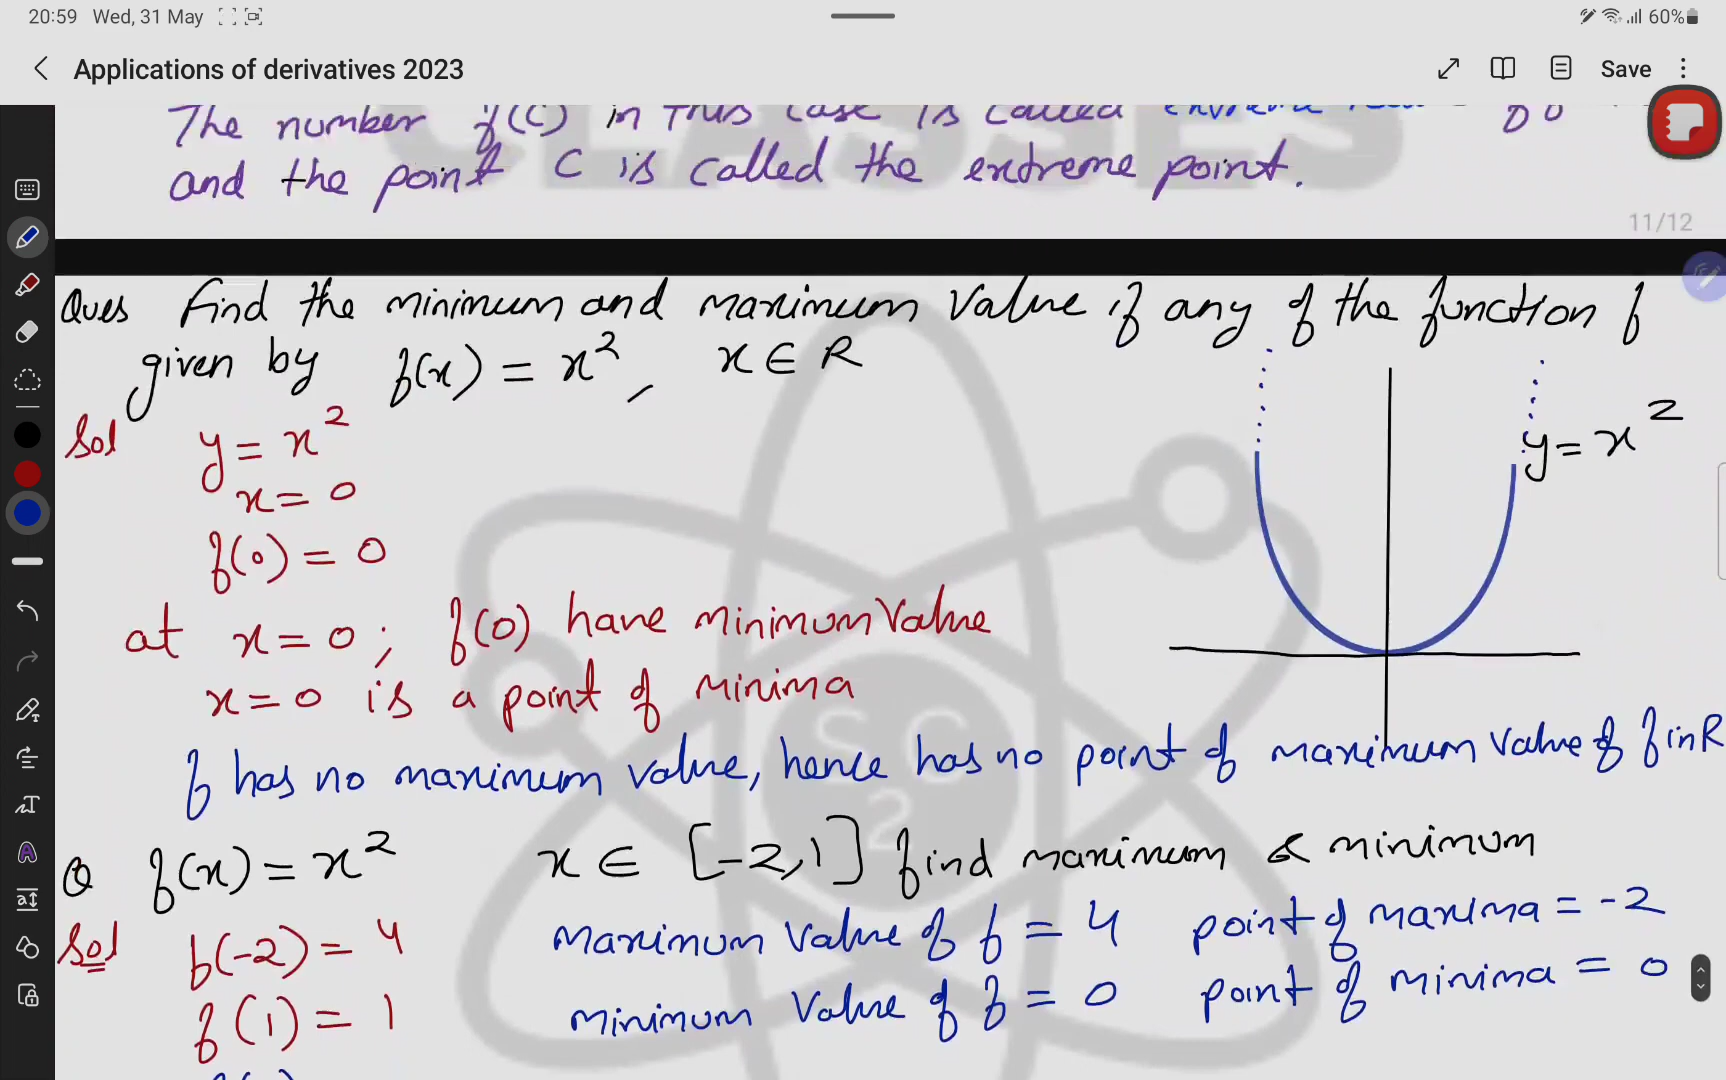 20:59 Wed, 31 May 60%
Applications of derivatives 2023 Save
The number f(c) in this case is called extreme
and the point C is called the extreme point.
11/12
Ques Find the minimum and maximum Value if any of the function f
given by f(x) = x², x ∈ R
Sol y = x²
y = x²
x = 0
f(0) = 0
at x = 0 ; f(0) have minimum Value
x = 0 is a point of minima
f has no maximum value, hence has no point of maximum value of f in R
Q f(x) = x² x ∈ [-2,1] find maximum & minimum
Sol f(-2) = 4 maximum Value of f = 4 point of maxima = -2
f(1) = 1 minimum Value of f = 0 point of minima = 0
CLASSES
SC
2